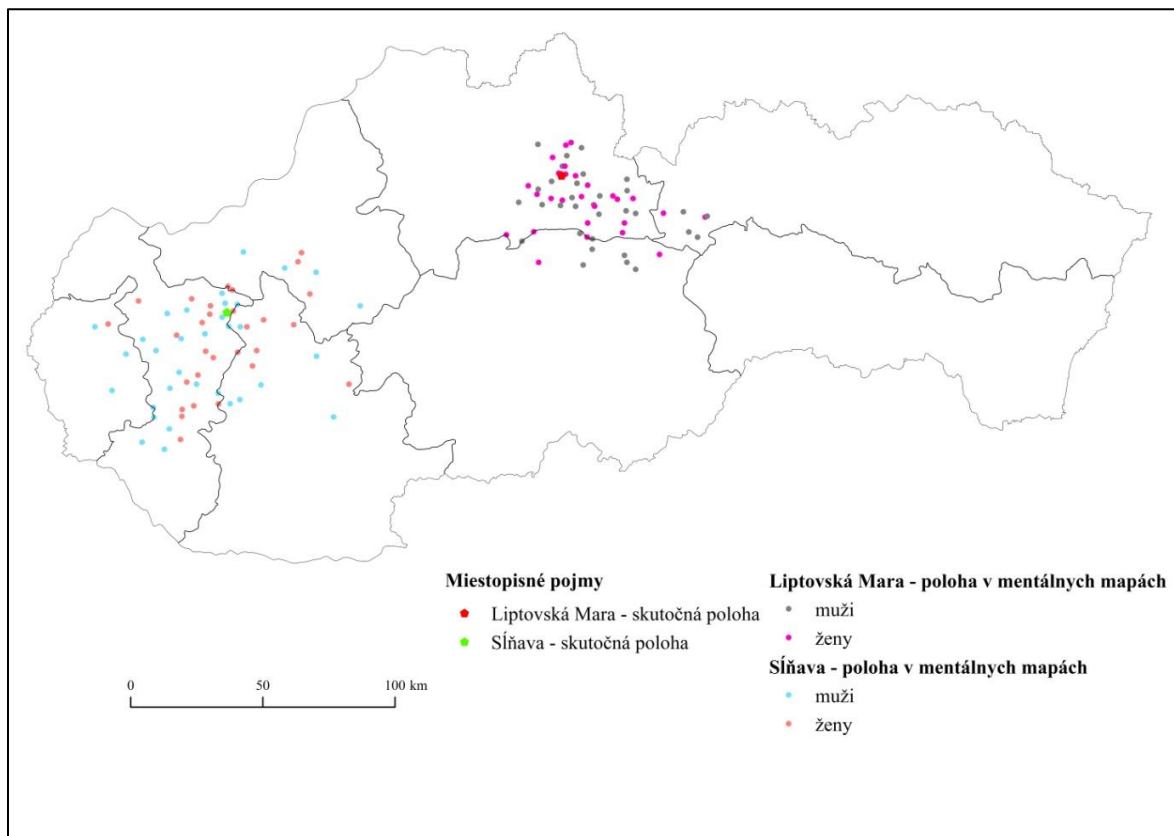 Miestopisné pojmy
Liptovská Mara - skutočná poloha
Sĺňava - skutočná poloha
Liptovská Mara - poloha v mentálnych mapách
muži
ženy
Sĺňava - poloha v mentálnych mapách
muži
ženy
0 50 100 km